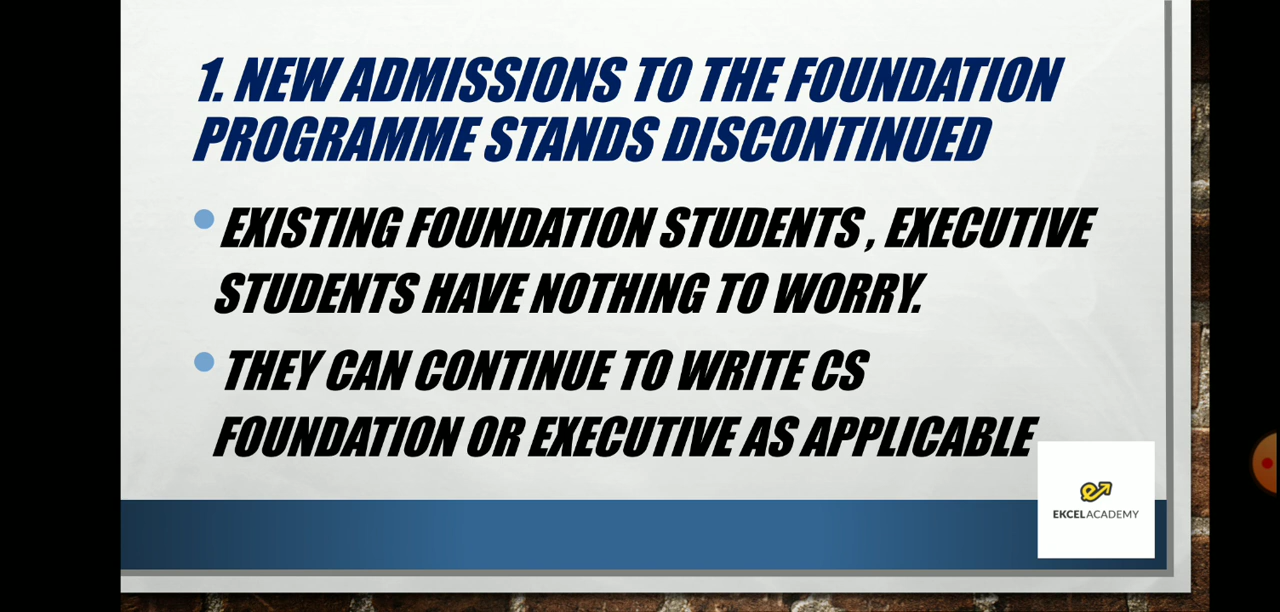 1. NEW ADMISSIONS TO THE FOUNDATION
PROGRAMME STANDS DISCONTINUED
EXISTING FOUNDATION STUDENTS , EXECUTIVE
STUDENTS HAVE NOTHING TO WORRY.
THEY CAN CONTINUE TO WRITE CS
FOUNDATION OR EXECUTIVE AS APPLICABLE
EKCELACADEMY